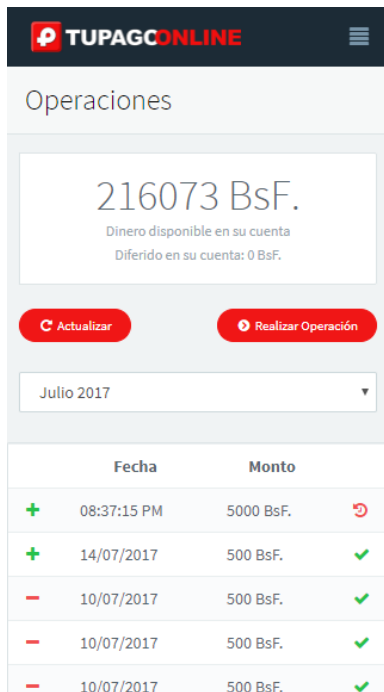 TUPAGOONLINE
Operaciones
216073 BsF.
Dinero disponible en su cuenta
Diferido en su cuenta: 0 BsF.
Actualizar
Realizar Operación
Julio 2017
Fecha Monto
08:37:15 PM 5000 BsF.
14/07/2017 500 BsF.
10/07/2017 500 BsF.
10/07/2017 500 BsF.
10/07/2017 500 BsF.